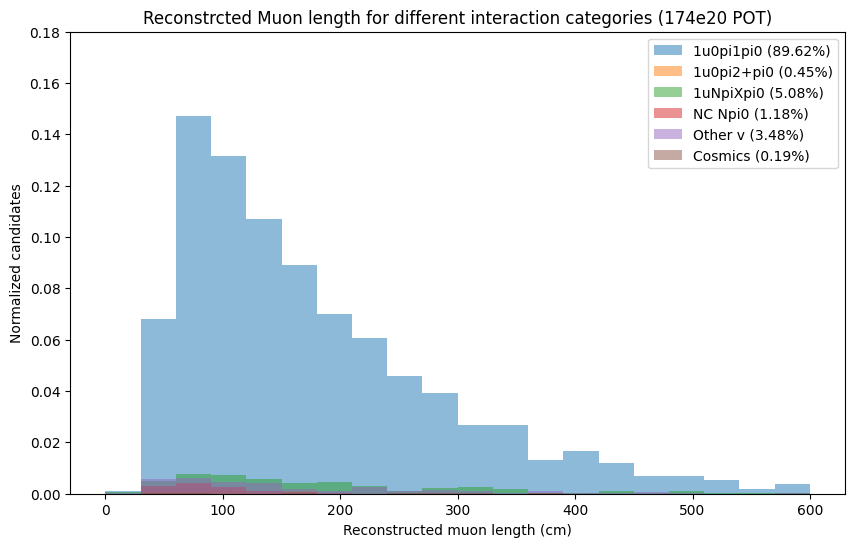 Reconstrcted Muon length for different interaction categories (174e20 POT)
0.18
0.16
0.14
0.12
0.10
0.08
0.06
0.04
0.02
0.00
Normalized candidates
1u0pi1pi0 (89.62%)
1u0pi2+pi0 (0.45%)
1uNpiXpi0 (5.08%)
NC Npi0 (1.18%)
Other v (3.48%)
Cosmics (0.19%)
0 100 200 300 400 500 600
Reconstructed muon length (cm)